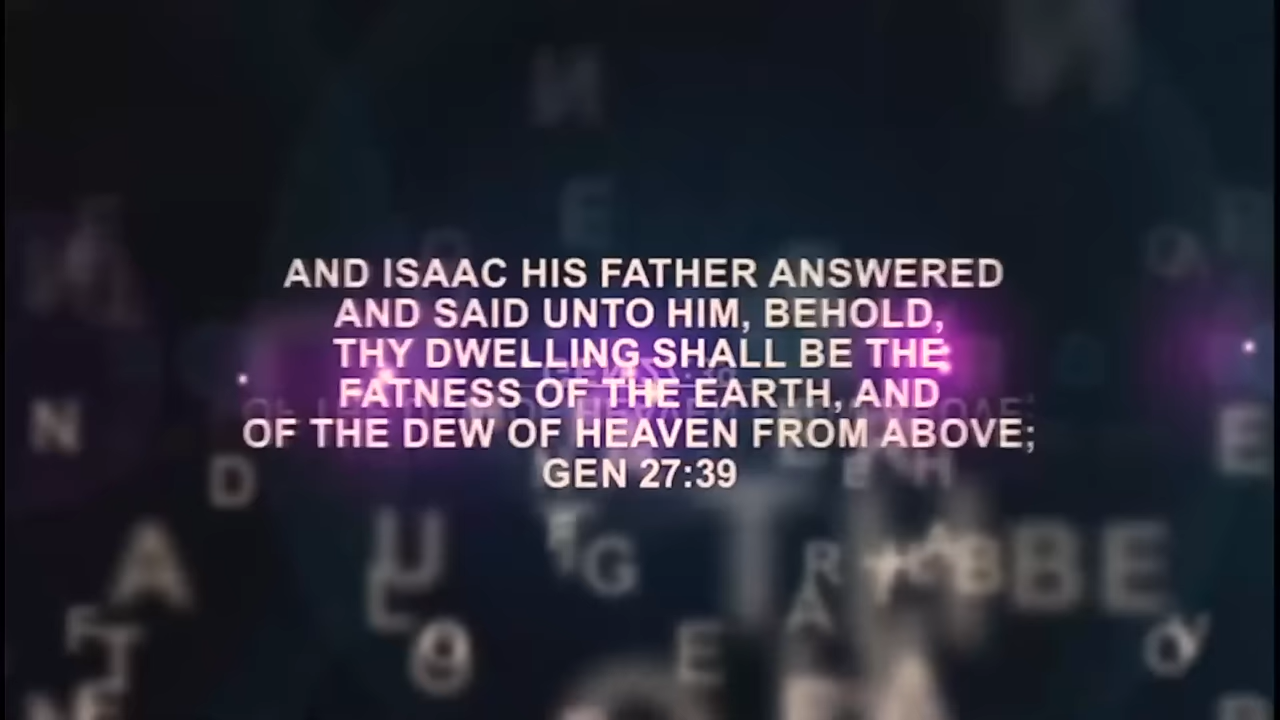 AND ISAAC HIS FATHER ANSWERED
AND SAID UNTO HIM, BEHOLD,
THY DWELLING SHALL BE THE
FATNESS OF THE EARTH, AND
OF THE DEW OF HEAVEN FROM ABOVE;
GEN 27:39